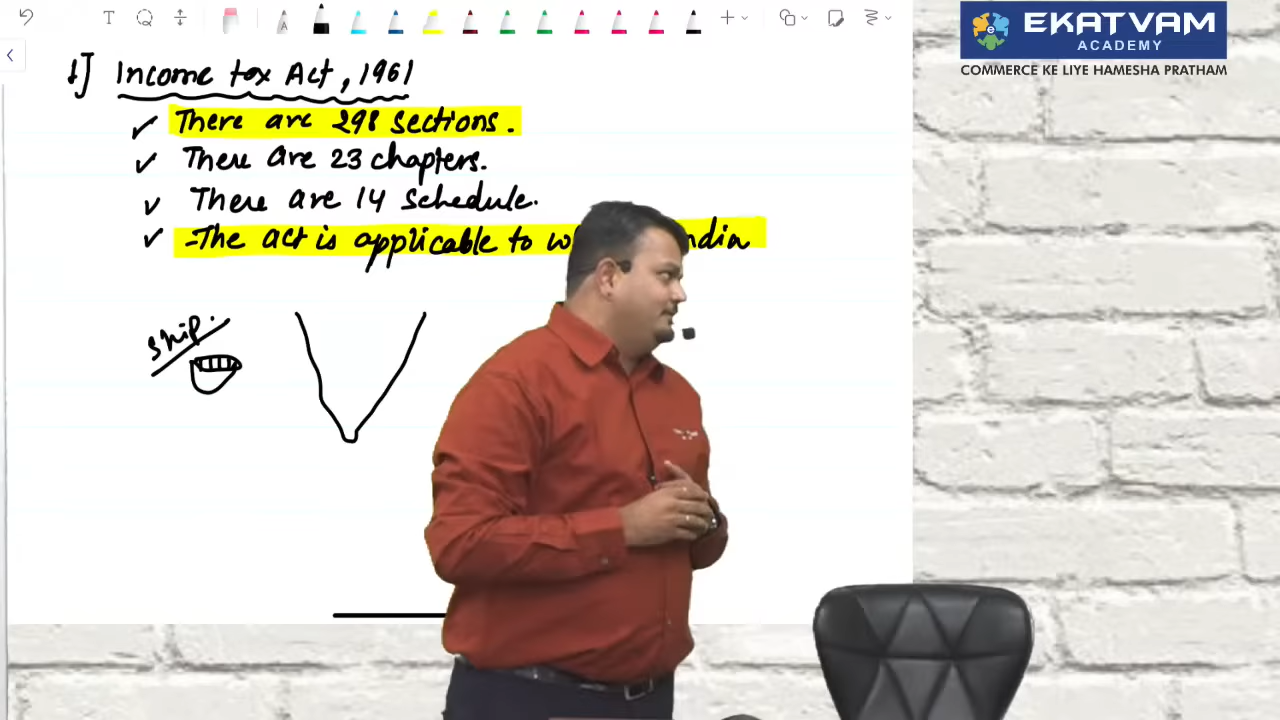 EKATVAM
ACADEMY
COMMERCE KE LIYE HAMESHA PRATHAM
1] Income tax Act, 1961
✓ There are 298 sections.
✓ There are 23 chapters.
✓ There are 14 schedule.
✓ -The act is applicable to
ship.